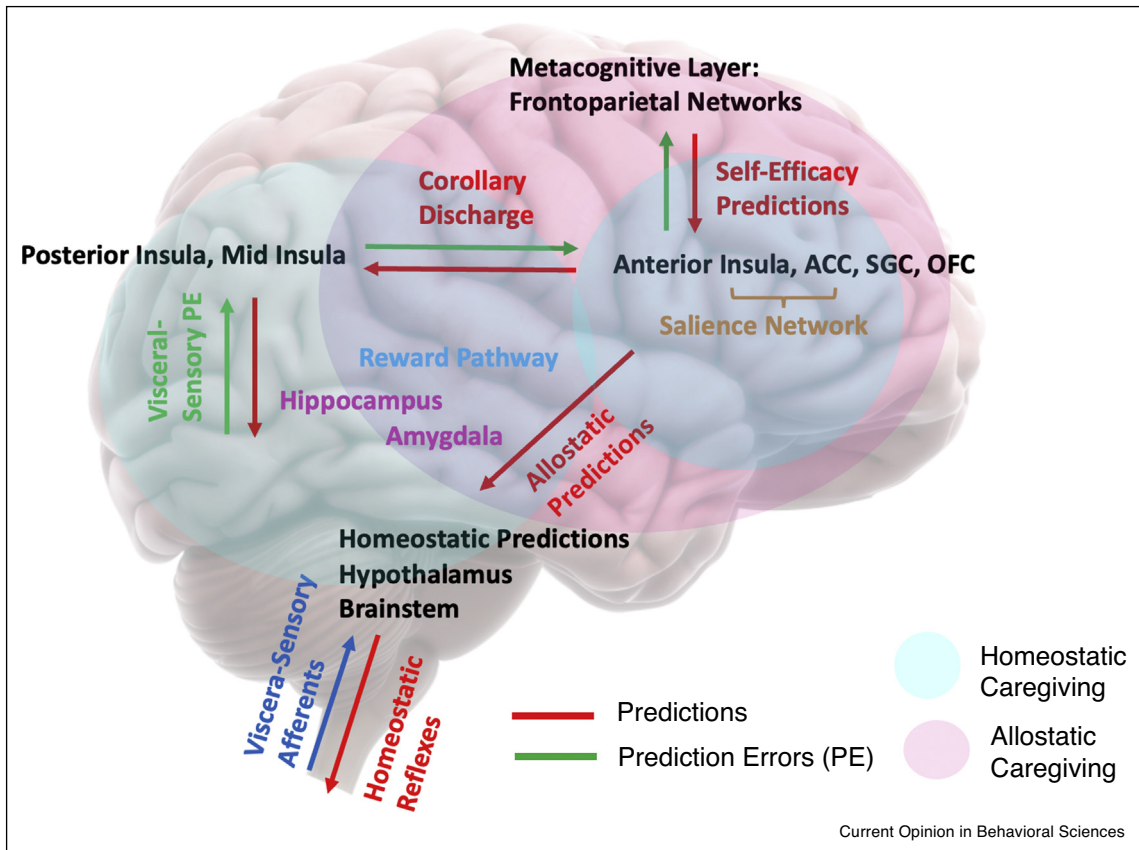 Metacognitive Layer:
Frontoparietal Networks
Corollary
Discharge
Self-Efficacy
Predictions
Posterior Insula, Mid Insula
Anterior Insula, ACC, SGC, OFC
Salience Network
Visceral-
Sensory PE
Reward Pathway
Hippocampus
Amygdala
Allostatic
Predictions
Homeostatic Predictions
Hypothalamus
Brainstem
Viscera-Sensory
Afferents
Homeostatic
Reflexes
Predictions
Prediction Errors (PE)
Homeostatic
Caregiving
Allostatic
Caregiving
Current Opinion in Behavioral Sciences